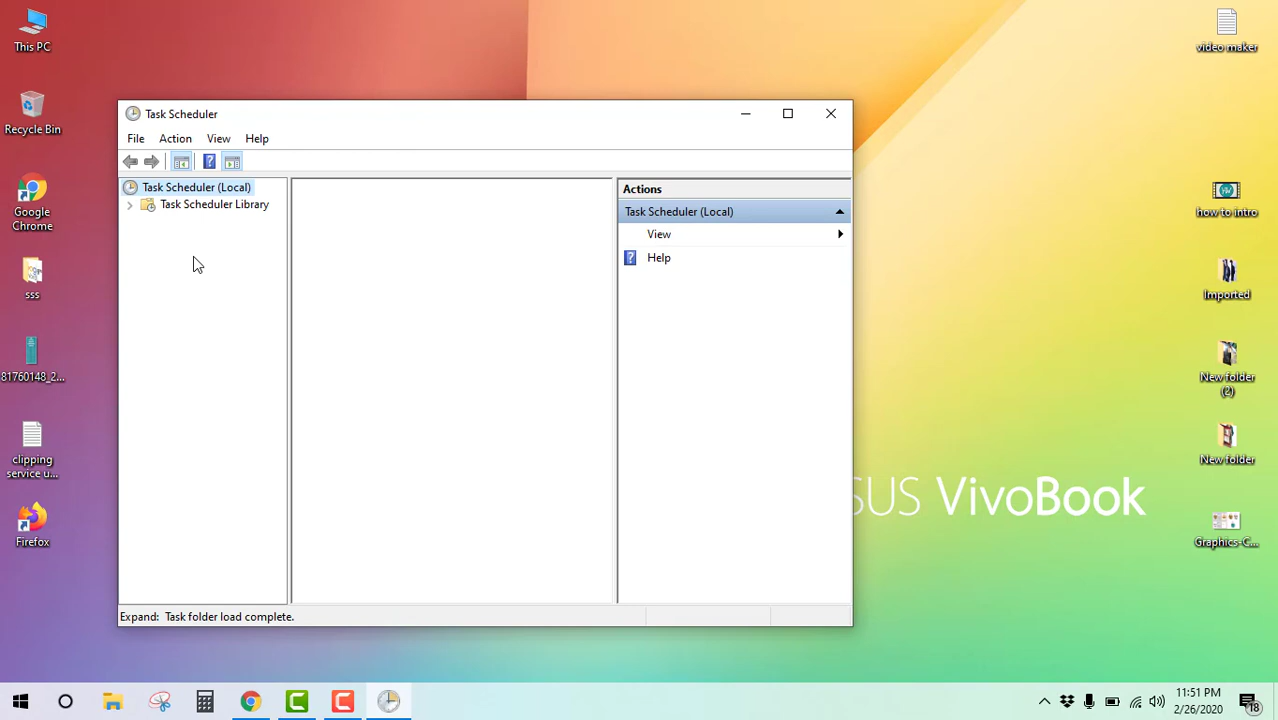 This PC
Recycle Bin
Google
Chrome
sss
81760148_2...
clipping
service u...
Firefox
Task Scheduler
File Action View Help
?
Task Scheduler (Local)
Task Scheduler Library
Actions
Task Scheduler (Local)
View
? Help
Expand: Task folder load complete.
SUS VivoBook
video maker
VW
how to intro
Imported
New folder
(2)
New folder
Graphics-C...
11:51 PM
2/26/2020
18